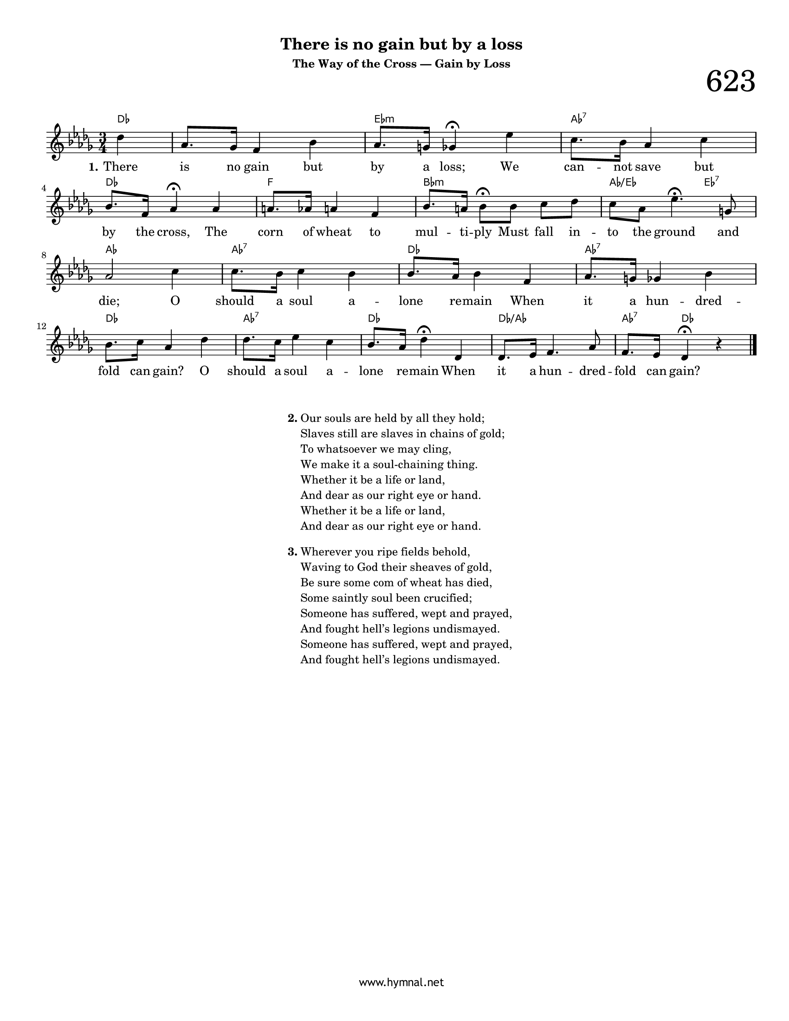 There is no gain but by a loss
The Way of the Cross — Gain by Loss
623
D♭ E♭m A♭7
3/4
1. There is no gain but by a loss; We can - not save but
4
D♭ F B♭m A♭/E♭ E♭7
by the cross, The corn of wheat to mul - ti - ply Must fall in - to the ground and
8
A♭ A♭7 D♭ A♭7
die; O should a soul a - lone remain When it a hun - dred -
12
D♭ A♭7 D♭ D♭/A♭ A♭7 D♭
fold can gain? O should a soul a - lone remain When it a hun - dred - fold can gain?
2. Our souls are held by all they hold;
Slaves still are slaves in chains of gold;
To whatsoever we may cling,
We make it a soul-chaining thing.
Whether it be a life or land,
And dear as our right eye or hand.
Whether it be a life or land,
And dear as our right eye or hand.
3. Wherever you ripe fields behold,
Waving to God their sheaves of gold,
Be sure some com of wheat has died,
Some saintly soul been crucified;
Someone has suffered, wept and prayed,
And fought hell's legions undismayed.
Someone has suffered, wept and prayed,
And fought hell's legions undismayed.
www.hymnal.net